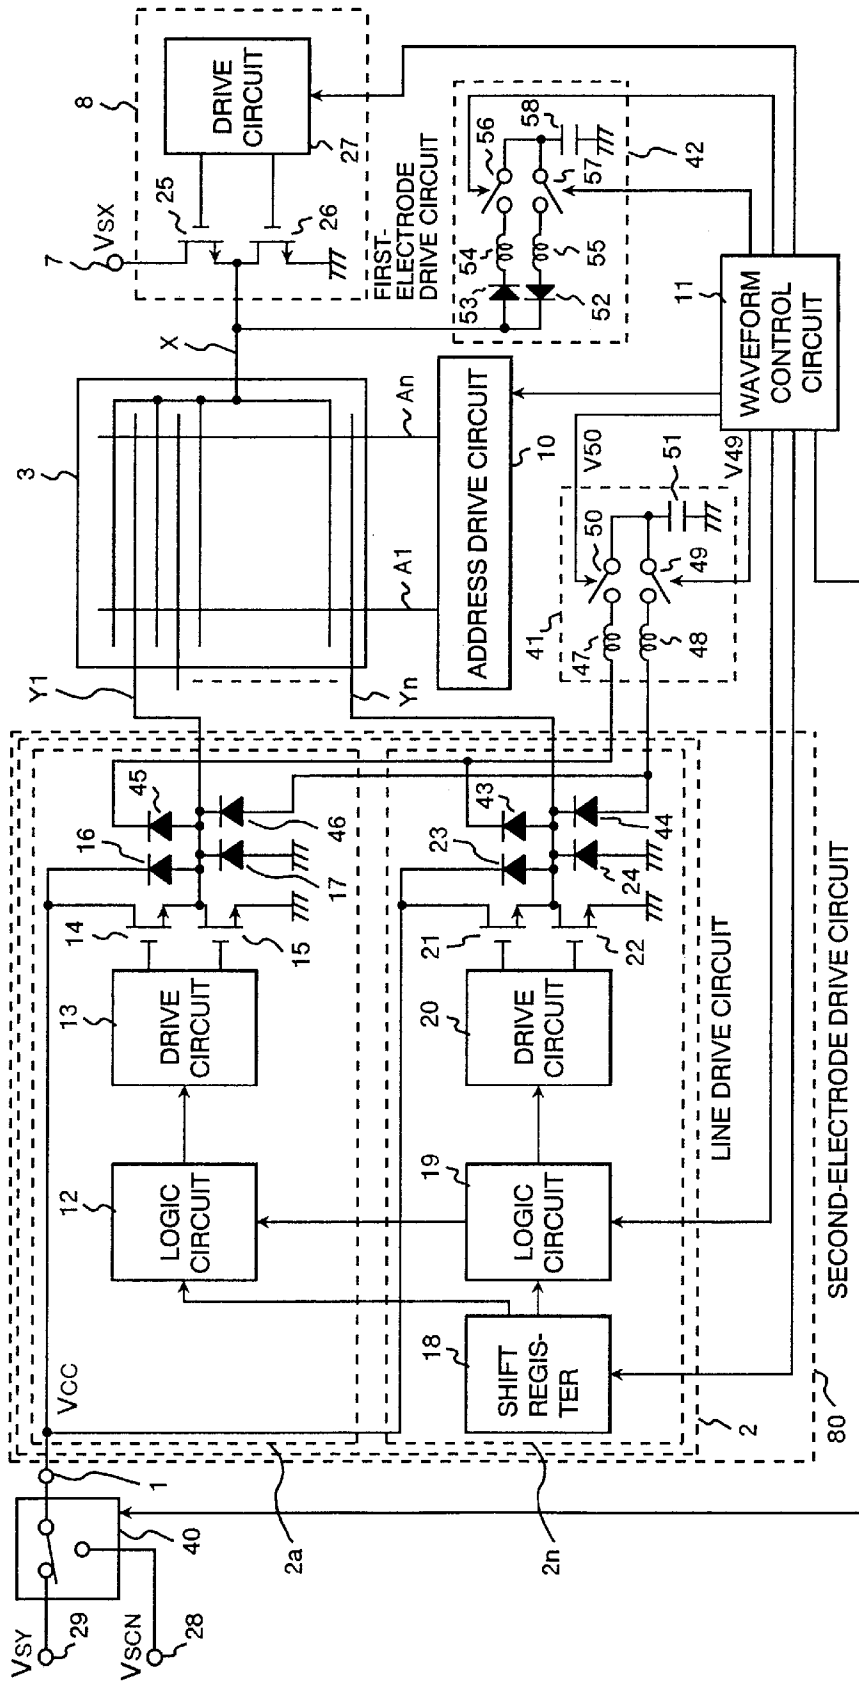 VSY
29
VSCN
28
40
1
VCC
2a
2n
12
LOGIC
CIRCUIT
13
DRIVE
CIRCUIT
14
15
16
17
45
46
18
SHIFT
REGIS-
TER
19
LOGIC
CIRCUIT
20
DRIVE
CIRCUIT
21
22
23
24
43
44
2
LINE DRIVE CIRCUIT
80
SECOND-ELECTRODE DRIVE CIRCUIT
Y1
Yn
3
A1
An
X
ADDRESS DRIVE CIRCUIT
10
41
47
48
50
49
51
V50
V49
11
WAVEFORM
CONTROL
CIRCUIT
7
VSX
8
25
26
DRIVE
CIRCUIT
27
FIRST-
ELECTRODE
DRIVE CIRCUIT
53
52
54
55
56
57
58
42